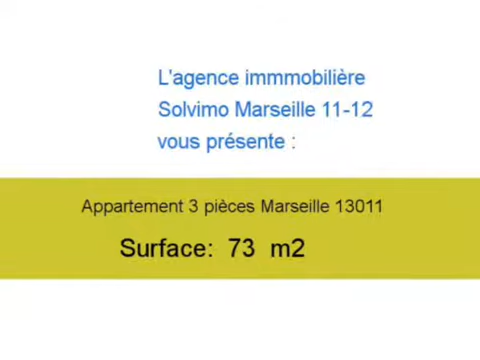 L'agence immmobilière
Solvimo Marseille 11-12
vous présente :
Appartement 3 pièces Marseille 13011
Surface: 73 m2